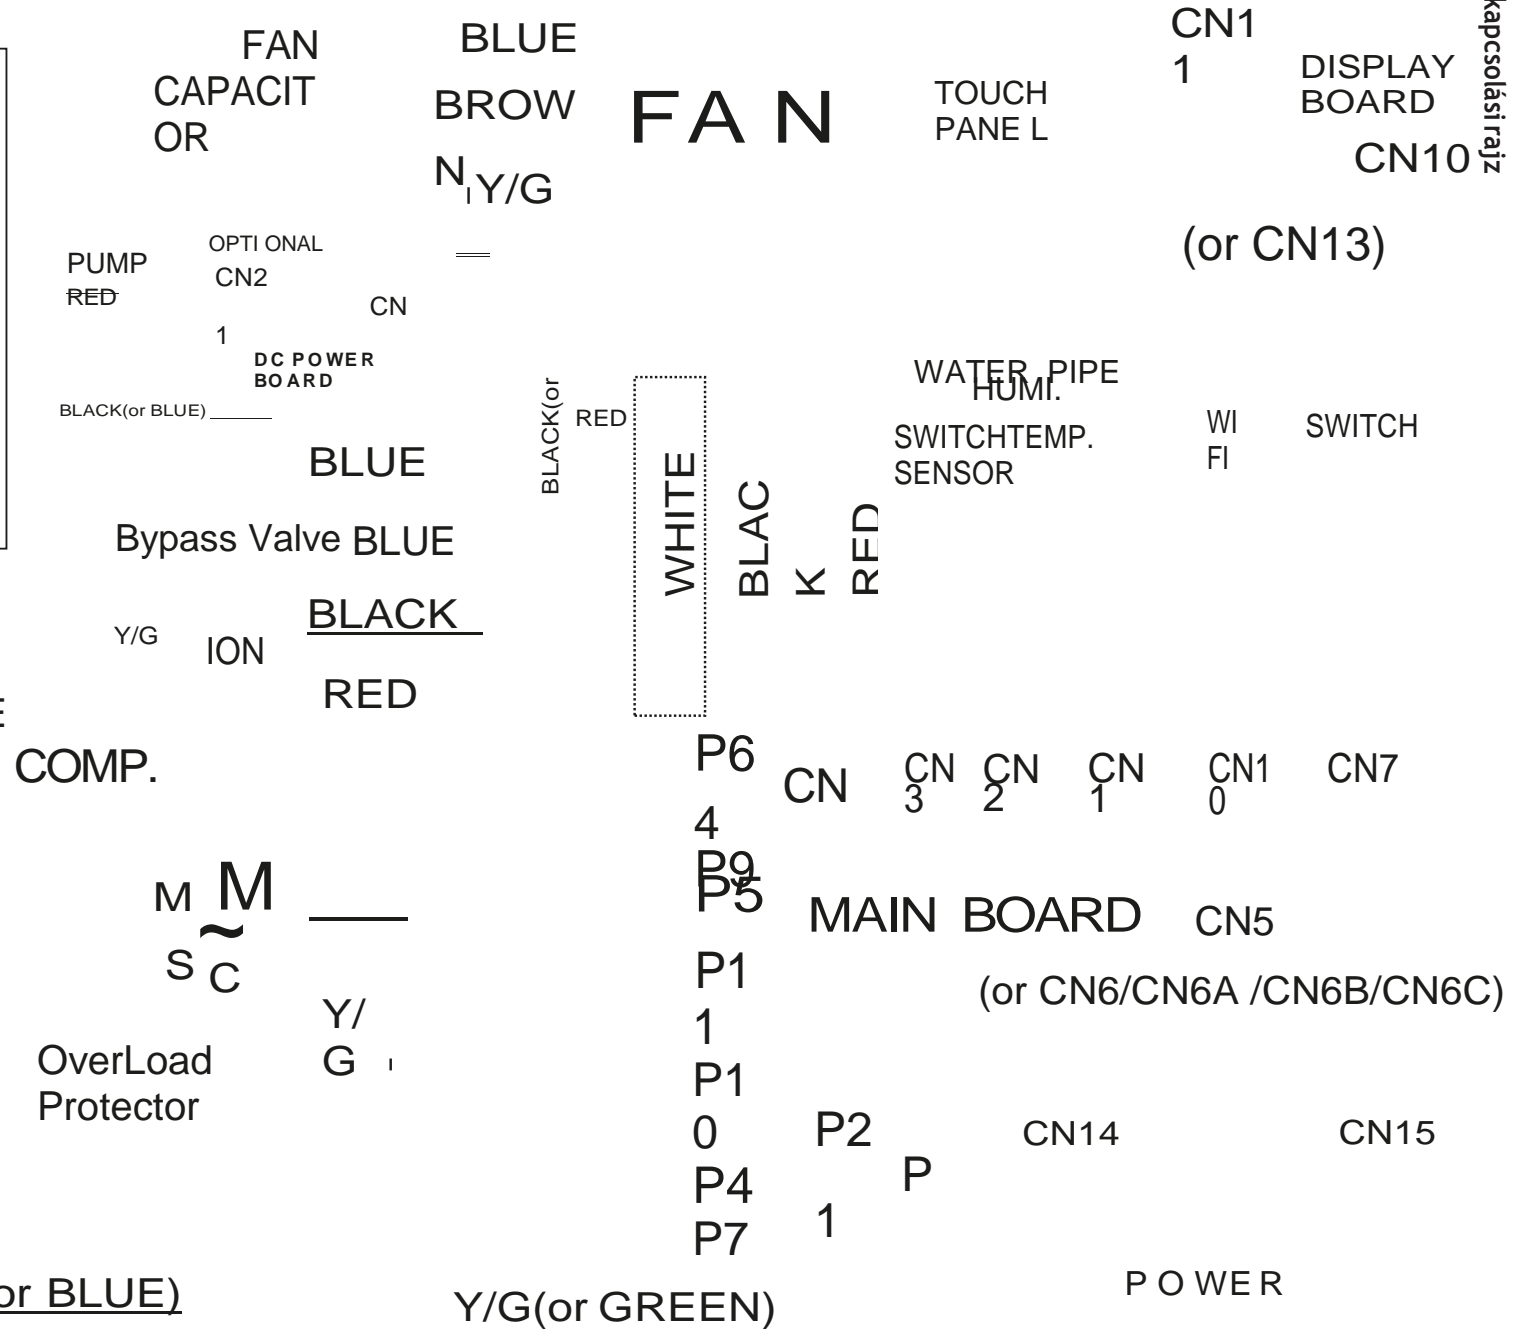 kapcsolási rajz
FAN
CAPACIT
OR
BLUE
BROW
N
Y/G
FAN
TOUCH
PANE L
CN1
1
DISPLAY
BOARD
CN10
(or CN13)
PUMP
RED
OPTI ONAL
CN2
CN
1
DC POWER
BOARD
BLACK(or BLUE)
BLUE
BLACK(or
RED
WHITE
BLAC
K
RED
WATER PIPE
HUMI.
SWITCHTEMP.
SENSOR
WI
FI
SWITCH
Bypass Valve BLUE
BLACK
Y/G
ION
RED
COMP.
P6
4
P9
P5
P1
1
P1
0
P4
P7
CN
CN
3
CN
2
CN
1
CN1
0
CN7
M M
~
S C
MAIN BOARD
CN5
(or CN6/CN6A /CN6B/CN6C)
Y/
G
OverLoad
Protector
P2
P
1
CN14
CN15
POWER
or BLUE)
Y/G(or GREEN)